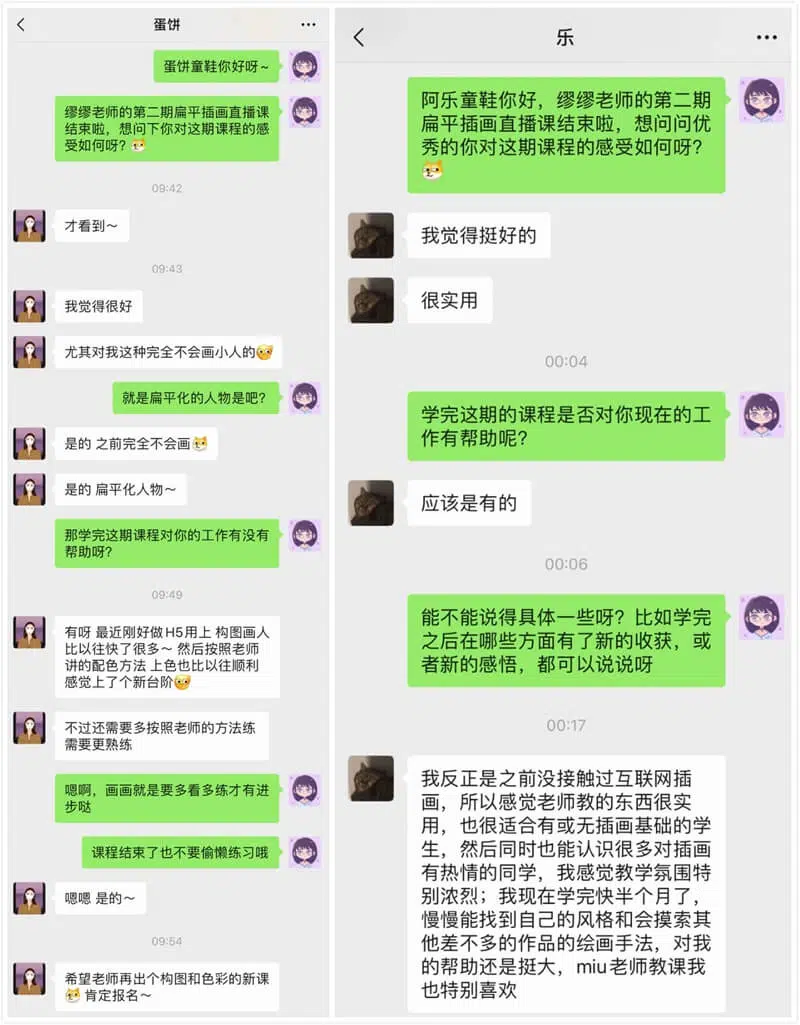 蛋饼
蛋饼童鞋你好呀~
缪缪老师的第二期扁平插画直播课
结束啦，想问下你对这期课程的感
受如何呀？
09:42
才看到～
09:43
我觉得很好
尤其对我这种完全不会画小人的
就是扁平化的人物是吧？
是的 之前完全不会画
是的 扁平化人物～
那学完这期课程对你的工作有没有
帮助呀？
09:49
有呀 最近刚好做H5用上 构图画人
比以往快了很多～ 然后按照老师
讲的配色方法 上色也比以往顺利
感觉上了个新台阶
不过还需要多按照老师的方法练
需要更熟练
嗯啊，画画就是要多看多练才有进
步哒
课程结束了也不要偷懒练习哦
嗯嗯 是的～
09:54
希望老师再出个构图和色彩的新课
肯定报名～
乐
阿乐童鞋你好，缪缪老师的第二期
扁平插画直播课结束啦，想问问优
秀的你对这期课程的感受如何呀？
我觉得挺好的
很实用
00:04
学完这期的课程是否对你现在的工
作有帮助呢？
应该是有的
00:06
能不能说得具体一些呀？比如学完
之后在哪些方面有了新的收获，或
者新的感悟，都可以说说呀
00:17
我反正是之前没接触过互联网插
画，所以感觉老师教的东西很实
用，也很适合有或无插画基础的学
生，然后同时也能认识很多对插画
有热情的同学，我感觉教学氛围特
别浓烈；我现在学完快半个月了，
慢慢能找到自己的风格和会摸索其
他差不多的作品的绘画手法，对我
的帮助还是挺大，miu老师教课我
也特别喜欢